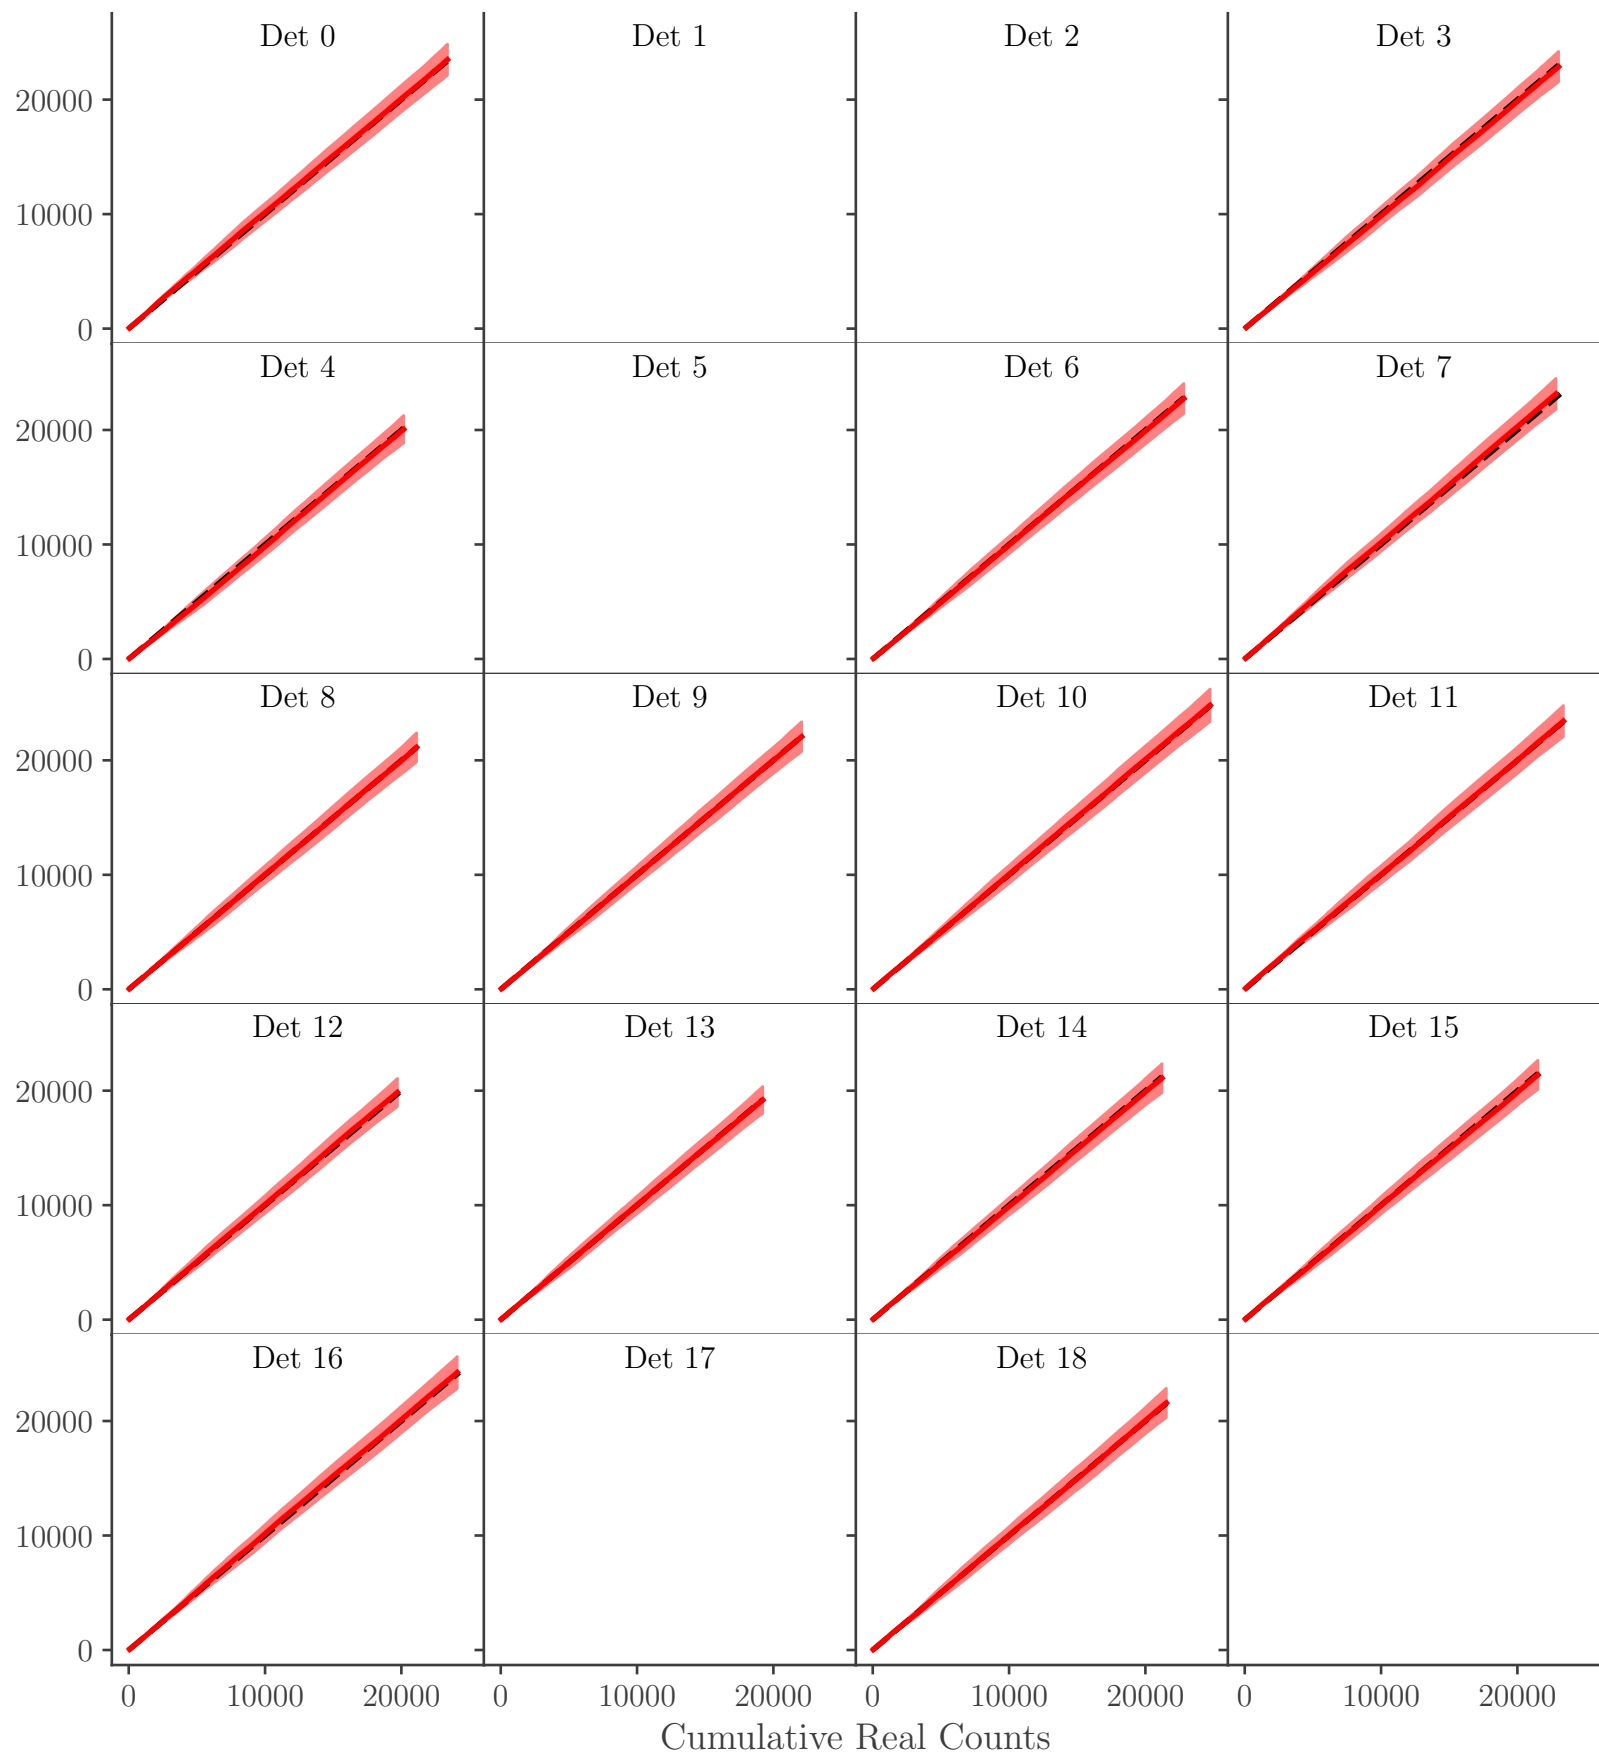 Det 0 Det 1 Det 2 Det 3
20000
10000
0
Det 4 Det 5 Det 6 Det 7
20000
10000
0
Det 8 Det 9 Det 10 Det 11
20000
10000
0
Det 12 Det 13 Det 14 Det 15
20000
10000
0
Det 16 Det 17 Det 18
20000
10000
0
0 10000 20000 0 10000 20000 0 10000 20000 0 10000 20000
Cumulative Real Counts